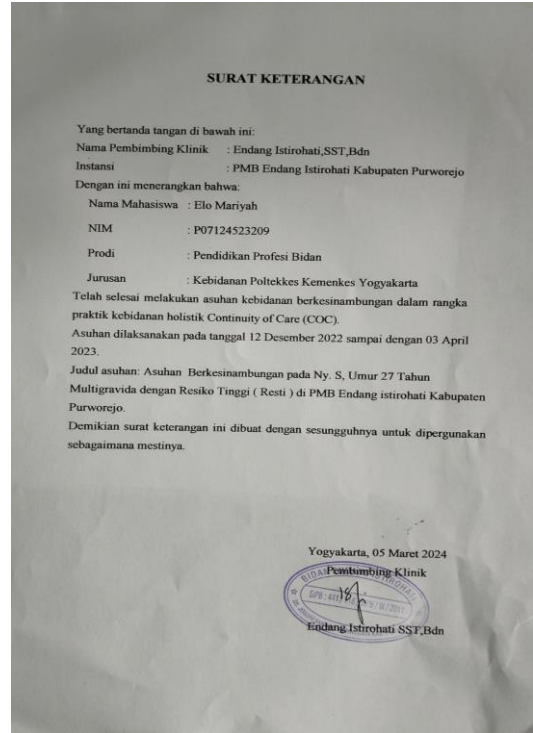 SURAT KETERANGAN
Yang bertanda tangan di bawah ini:
Nama Pembimbing Klinik : Endang Istirohati,SST,Bdn
Instansi : PMB Endang Istirohati Kabupaten Purworejo
Dengan ini menerangkan bahwa:
Nama Mahasiswa : Elo Mariyah
NIM : P07124523209
Prodi : Pendidikan Profesi Bidan
Jurusan : Kebidanan Poltekkes Kemenkes Yogyakarta
Telah selesai melakukan asuhan kebidanan berkesinambungan dalam rangka
praktik kebidanan holistik Continuity of Care (COC).
Asuhan dilaksanakan pada tanggal 12 Desember 2022 sampai dengan 03 April
2023.
Judul asuhan: Asuhan Berkesinambungan pada Ny. S, Umur 27 Tahun
Multigravida dengan Resiko Tinggi ( Resti ) di PMB Endang istirohati Kabupaten
Purworejo.
Demikian surat keterangan ini dibuat dengan sesungguhnya untuk dipergunakan
sebagaimana mestinya.
Yogyakarta, 05 Maret 2024
Pembimbing Klinik
BIDAN
Endang Istirohati SST,Bdn